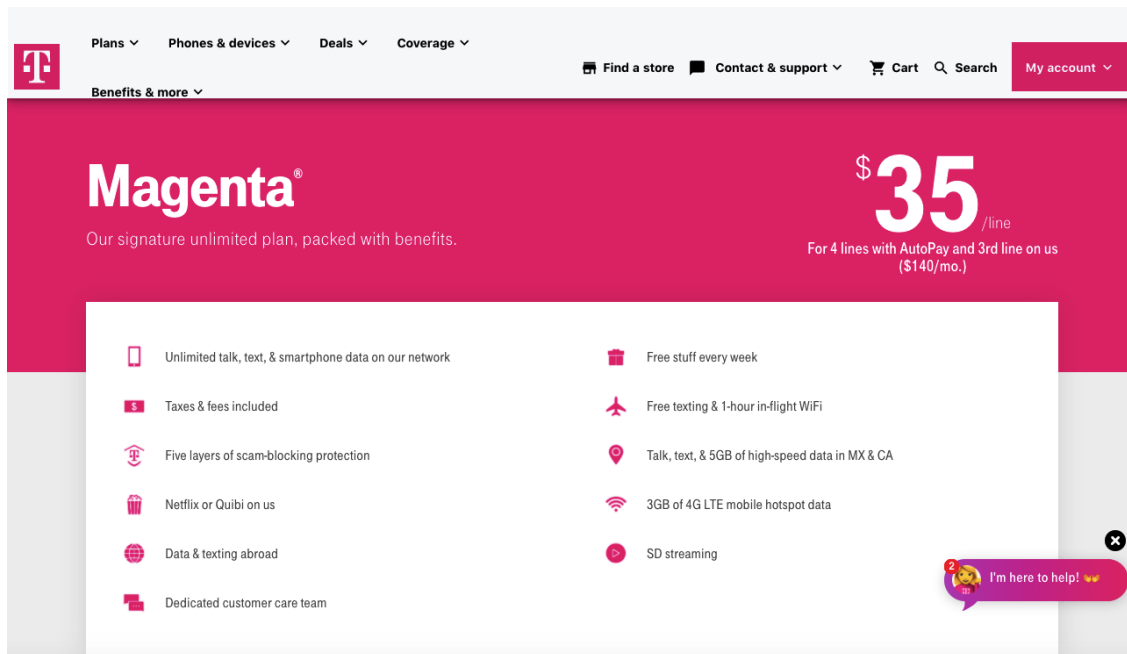 Plans
Phones & devices
Deals
Coverage
Find a store
Contact & support
Cart
Search
My account
Benefits & more
T
Magenta®
Our signature unlimited plan, packed with benefits.
$35/line
For 4 lines with AutoPay and 3rd line on us
($140/mo.)
Unlimited talk, text, & smartphone data on our network
Taxes & fees included
Five layers of scam-blocking protection
Netflix or Quibi on us
Data & texting abroad
Dedicated customer care team
Free stuff every week
Free texting & 1-hour in-flight WiFi
Talk, text, & 5GB of high-speed data in MX & CA
3GB of 4G LTE mobile hotspot data
SD streaming
2
I'm here to help! 👐